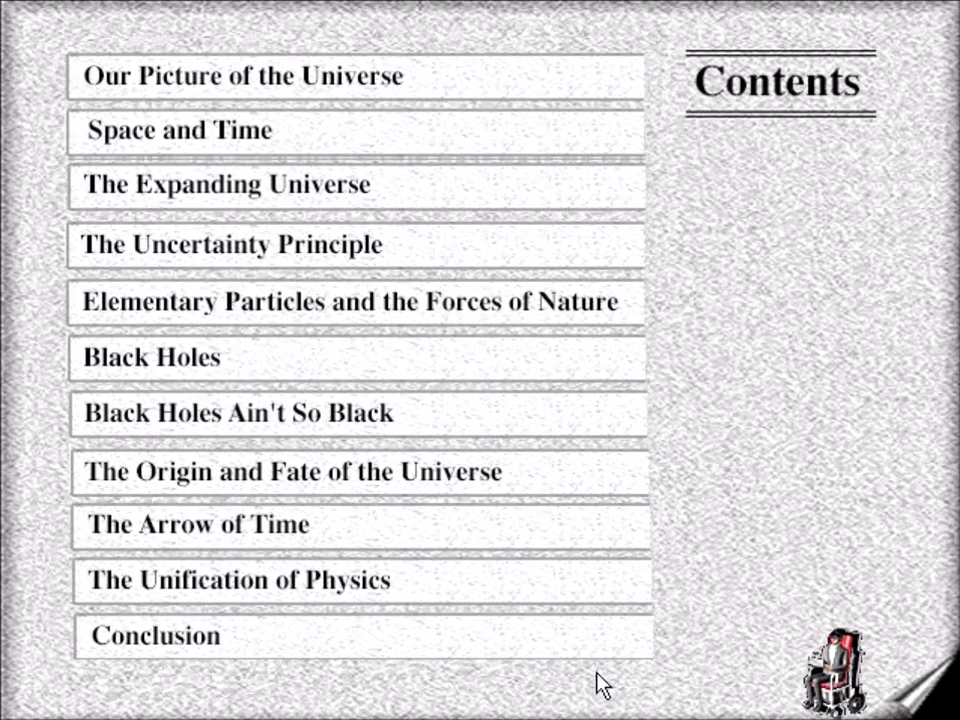 Contents
Our Picture of the Universe
Space and Time
The Expanding Universe
The Uncertainty Principle
Elementary Particles and the Forces of Nature
Black Holes
Black Holes Ain't So Black
The Origin and Fate of the Universe
The Arrow of Time
The Unification of Physics
Conclusion